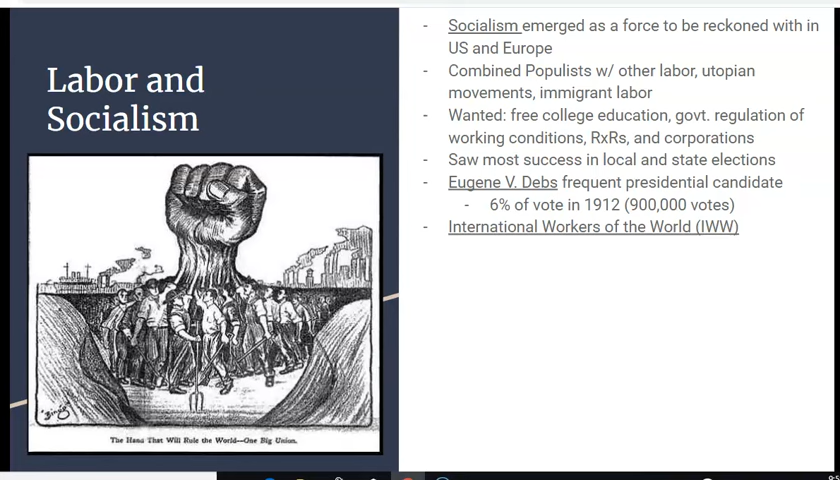 Labor and
Socialism
- Socialism emerged as a force to be reckoned with in
US and Europe
- Combined Populists w/ other labor, utopian
movements, immigrant labor
- Wanted: free college education, govt. regulation of
working conditions, RxRs, and corporations
- Saw most success in local and state elections
- Eugene V. Debs frequent presidential candidate
- 6% of vote in 1912 (900,000 votes)
- International Workers of the World (IWW)
The Hand That Will Rule the World—One Big Union.